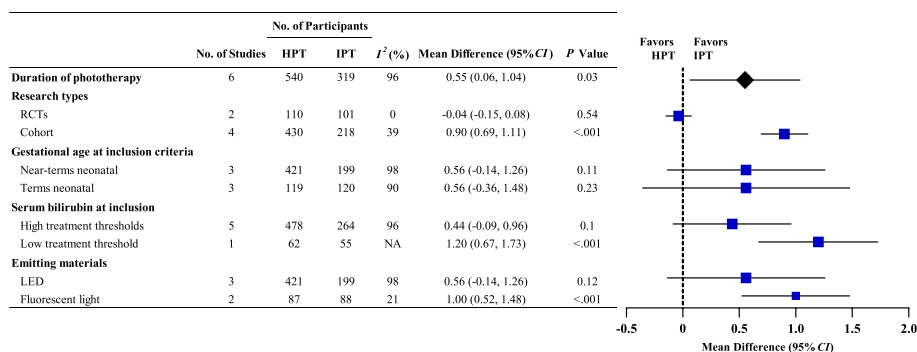 No. of Participants
No. of Studies HPT IPT I² (%) Mean Difference (95%CI) P Value
Favors HPT Favors IPT
Duration of phototherapy 6 540 319 96 0.55 (0.06, 1.04) 0.03
Research types
RCTs 2 110 101 0 -0.04 (-0.15, 0.08) 0.54
Cohort 4 430 218 39 0.90 (0.69, 1.11) <.001
Gestational age at inclusion criteria
Near-terms neonatal 3 421 199 98 0.56 (-0.14, 1.26) 0.11
Terms neonatal 3 119 120 90 0.56 (-0.36, 1.48) 0.23
Serum bilirubin at inclusion
High treatment thresholds 5 478 264 96 0.44 (-0.09, 0.96) 0.1
Low treatment threshold 1 62 55 NA 1.20 (0.67, 1.73) <.001
Emitting materials
LED 3 421 199 98 0.56 (-0.14, 1.26) 0.12
Fluorescent light 2 87 88 21 1.00 (0.52, 1.48) <.001
-0.5 0 0.5 1.0 1.5 2.0
Mean Difference (95%CI)